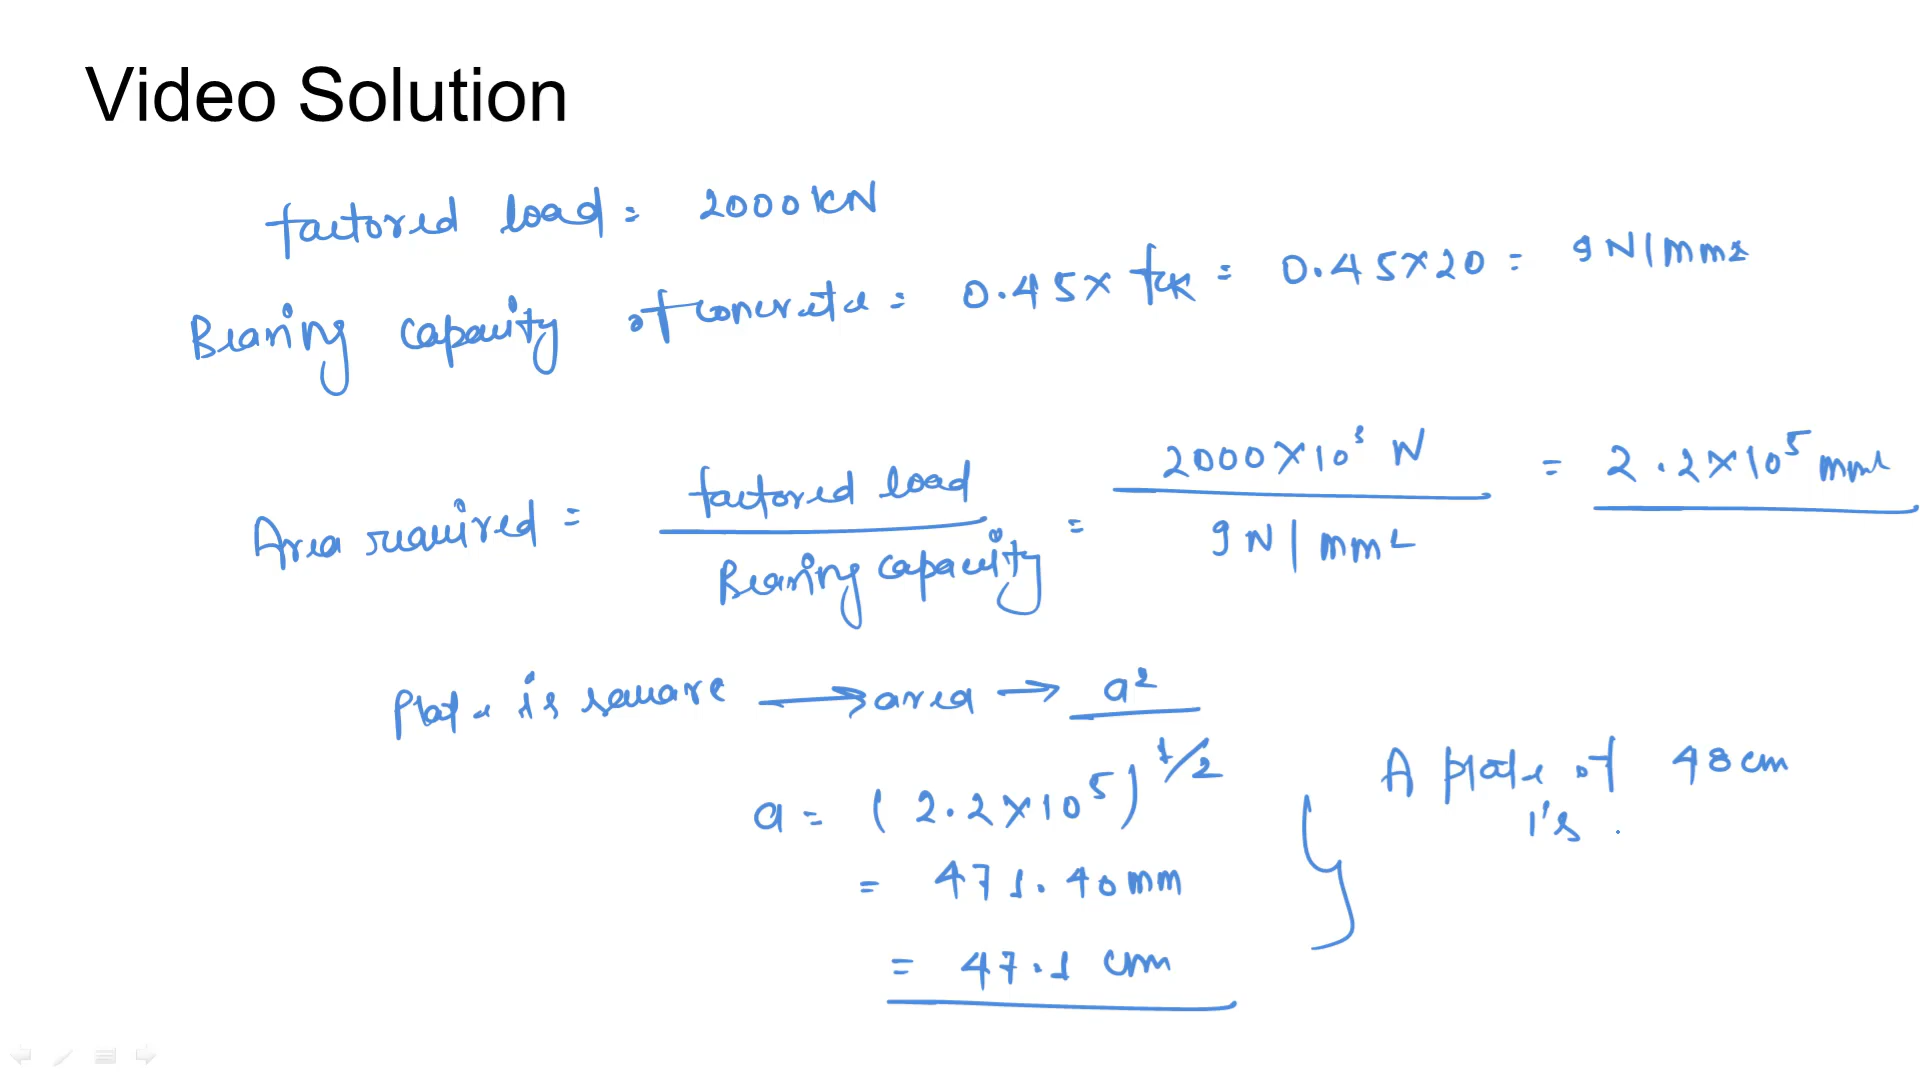 Video Solution
factored load = 2000 kN
Bearing capacity of concrete = 0.45 × fck = 0.45×20 = 9 N/mm2
Area required = factored load / Bearing capacity = 2000×10³ N / 9 N/mm2 = 2.2×10⁵ mm2
Plate is square → area → a²
a = (2.2×10⁵)^1/2
= 471.40 mm
= 47.1 cm
A plate of 48 cm
is .